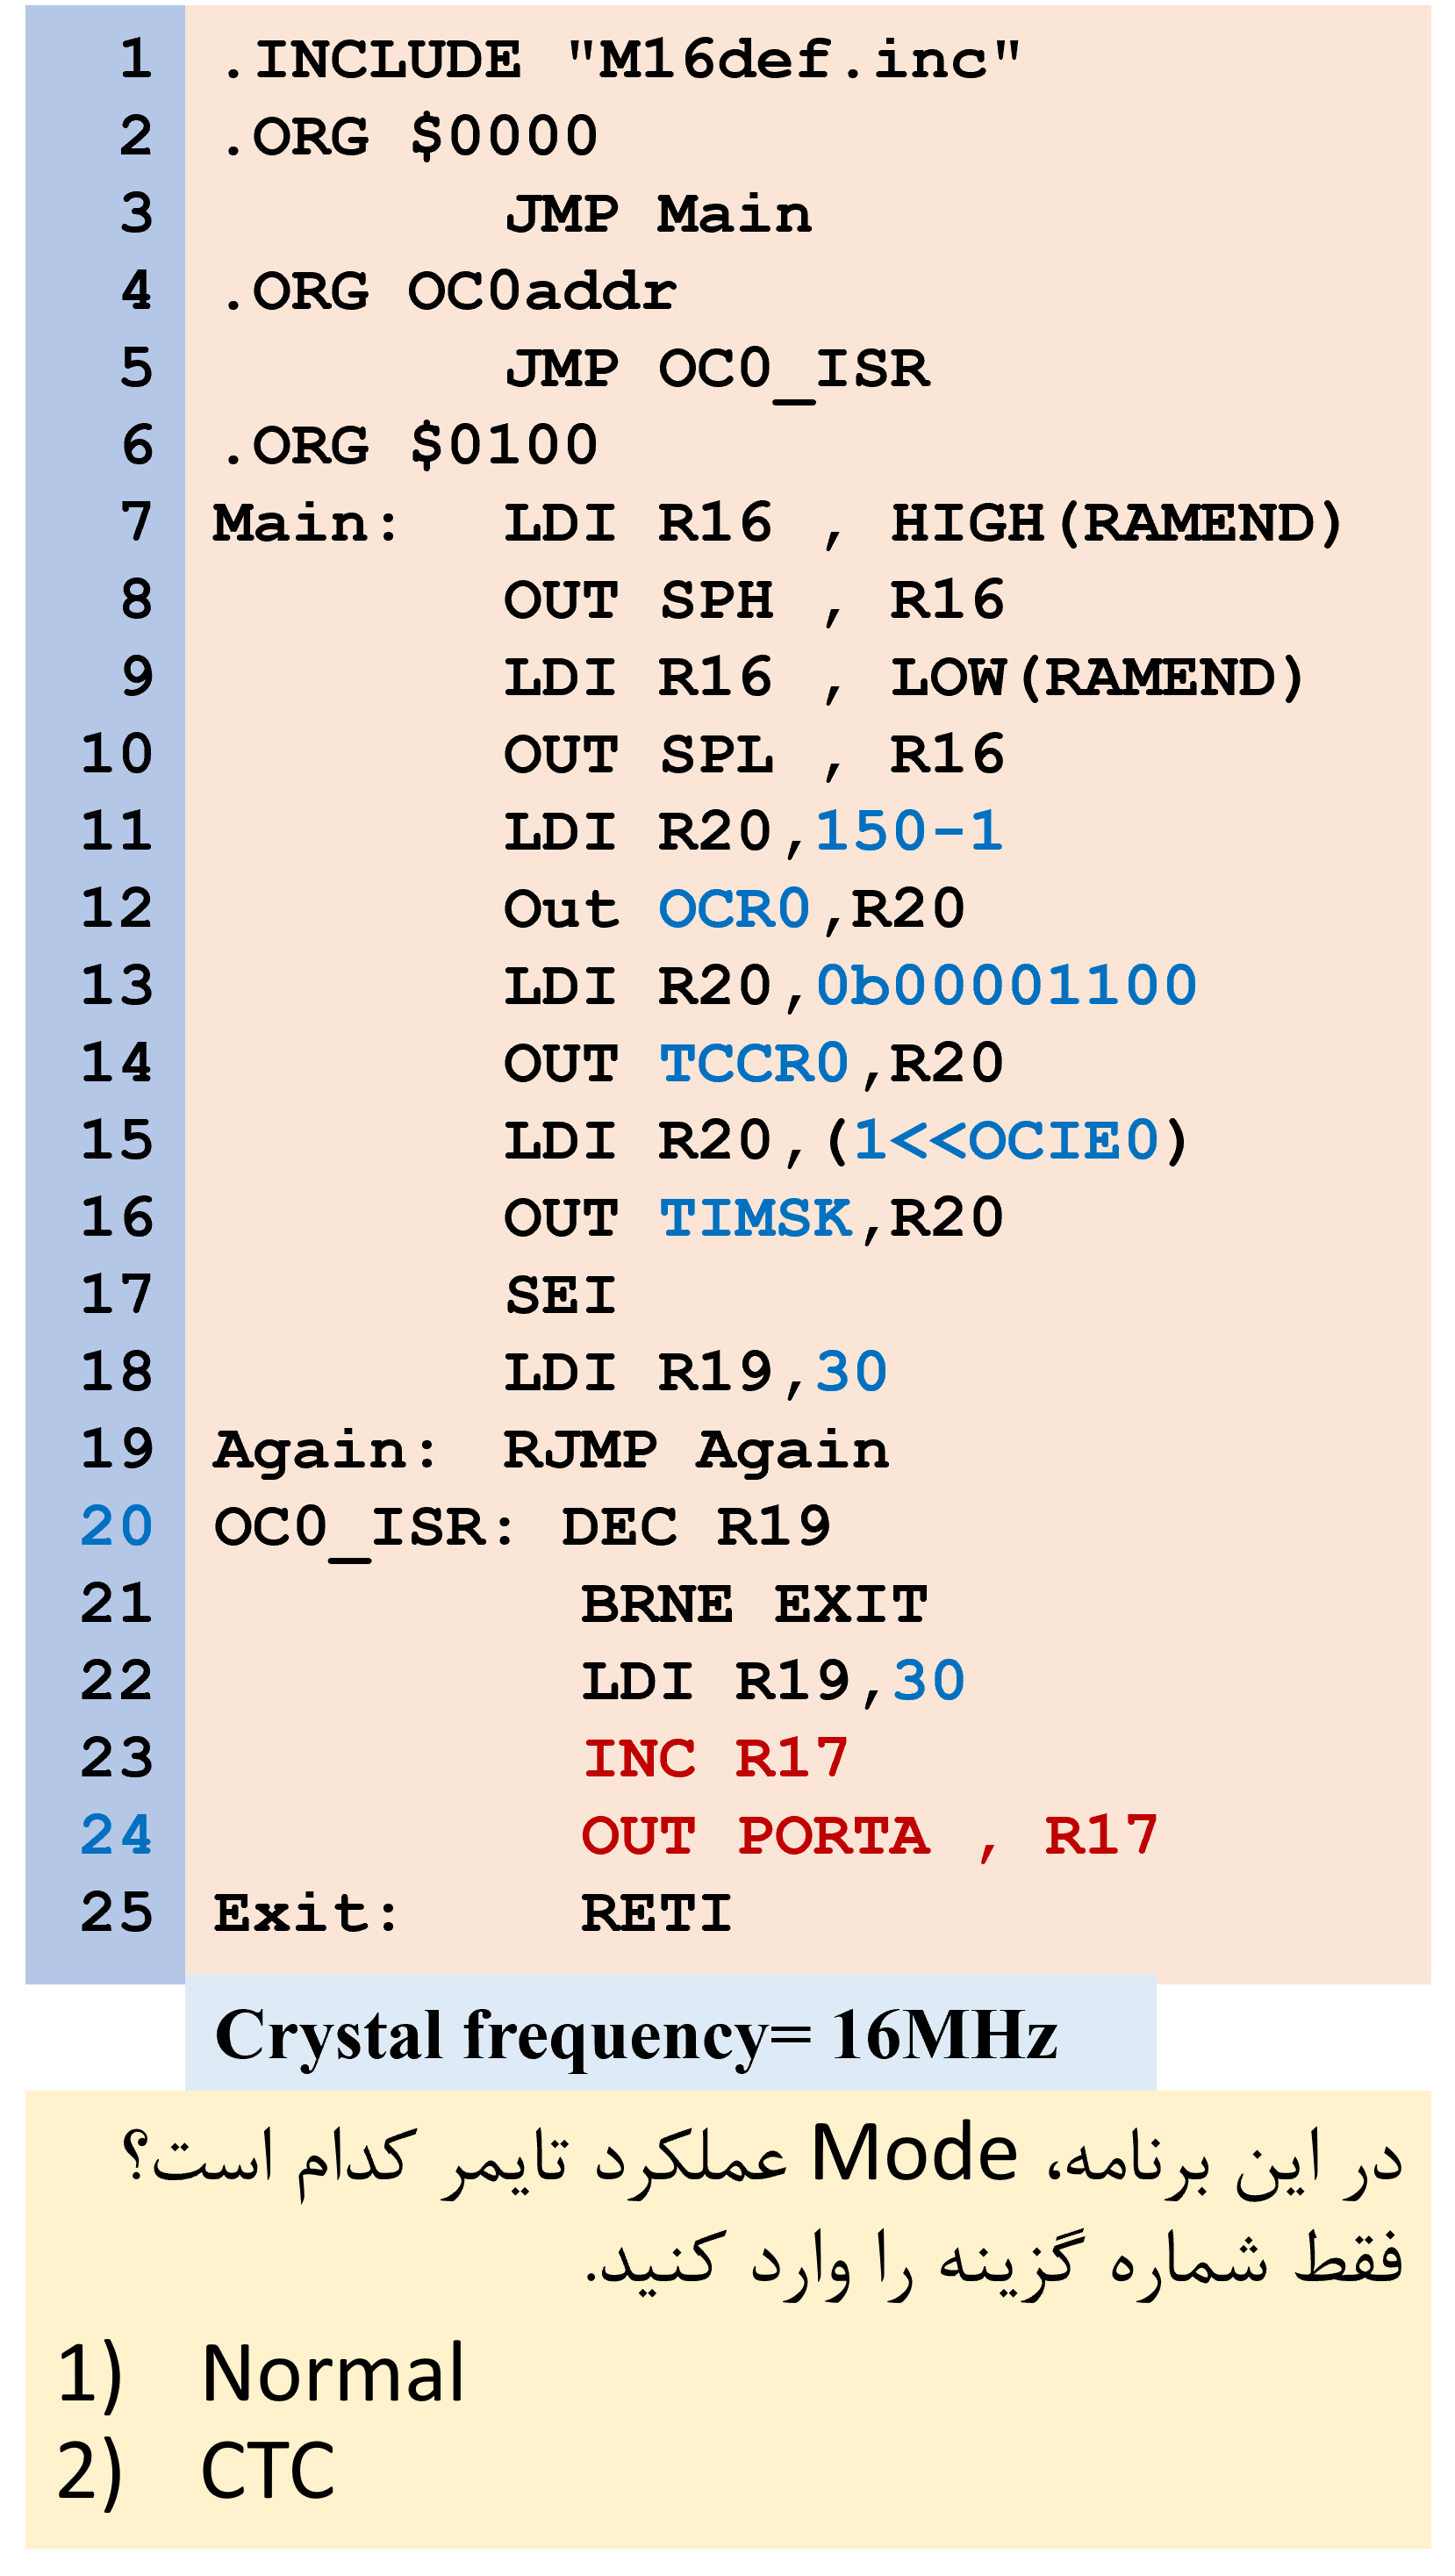 1 .INCLUDE "M16def.inc"
2 .ORG $0000
3 JMP Main
4 .ORG OC0addr
5 JMP OC0_ISR
6 .ORG $0100
7 Main: LDI R16 , HIGH(RAMEND)
8 OUT SPH , R16
9 LDI R16 , LOW(RAMEND)
10 OUT SPL , R16
11 LDI R20,150-1
12 Out OCR0,R20
13 LDI R20,0b00001100
14 OUT TCCR0,R20
15 LDI R20,(1<<OCIE0)
16 OUT TIMSK,R20
17 SEI
18 LDI R19,30
19 Again: RJMP Again
20 OC0_ISR: DEC R19
21 BRNE EXIT
22 LDI R19,30
23 INC R17
24 OUT PORTA , R17
25 Exit: RETI
Crystal frequency= 16MHz
در این برنامه، Mode عملکرد تایمر کدام است؟
فقط شماره گزینه را وارد کنید.
1) Normal
2) CTC